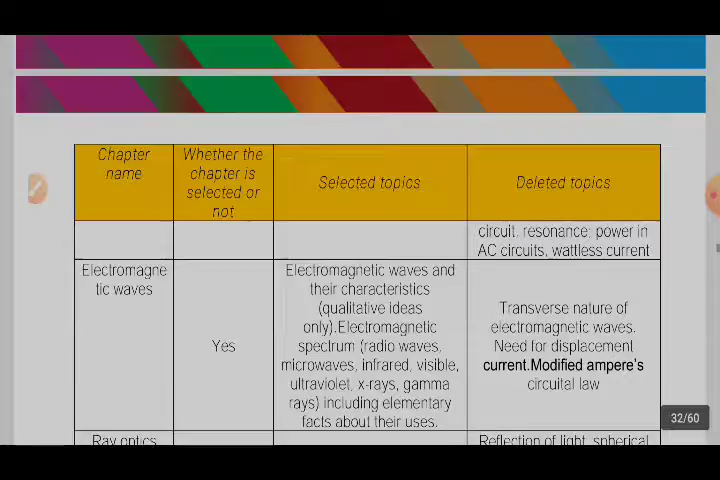 Chapter name
Whether the chapter is selected or not
Selected topics
Deleted topics
circuit, resonance; power in
AC circuits, wattless current
Electromagne
tic waves
Yes
Electromagnetic waves and
their characteristics
(qualitative ideas
only).Electromagnetic
spectrum (radio waves,
microwaves, infrared, visible,
ultraviolet, x-rays, gamma
rays) including elementary
facts about their uses.
Transverse nature of
electromagnetic waves.
Need for displacement
current.Modified ampere's
circuital law
32/60
Ray optics
Reflection of light, spherical